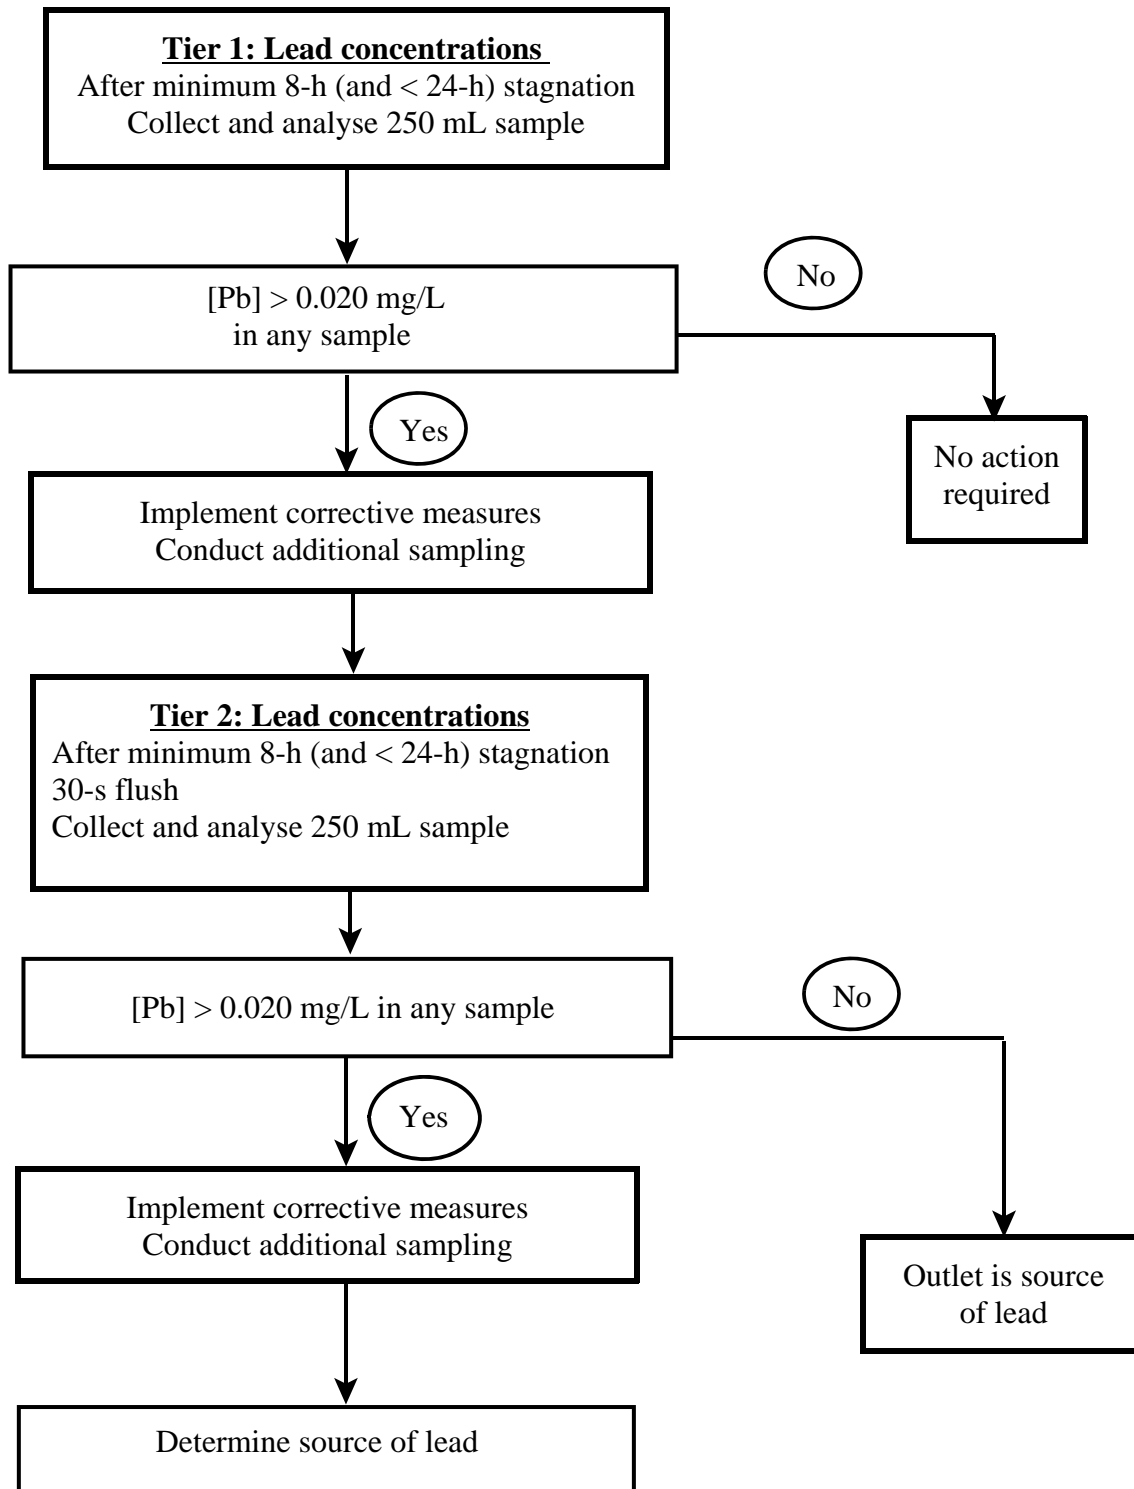 Tier 1: Lead concentrations
After minimum 8-h (and < 24-h) stagnation
Collect and analyse 250 mL sample
[Pb] > 0.020 mg/L
in any sample
No
Yes
No action
required
Implement corrective measures
Conduct additional sampling
Tier 2: Lead concentrations
After minimum 8-h (and < 24-h) stagnation
30-s flush
Collect and analyse 250 mL sample
[Pb] > 0.020 mg/L in any sample
No
Yes
Implement corrective measures
Conduct additional sampling
Outlet is source
of lead
Determine source of lead